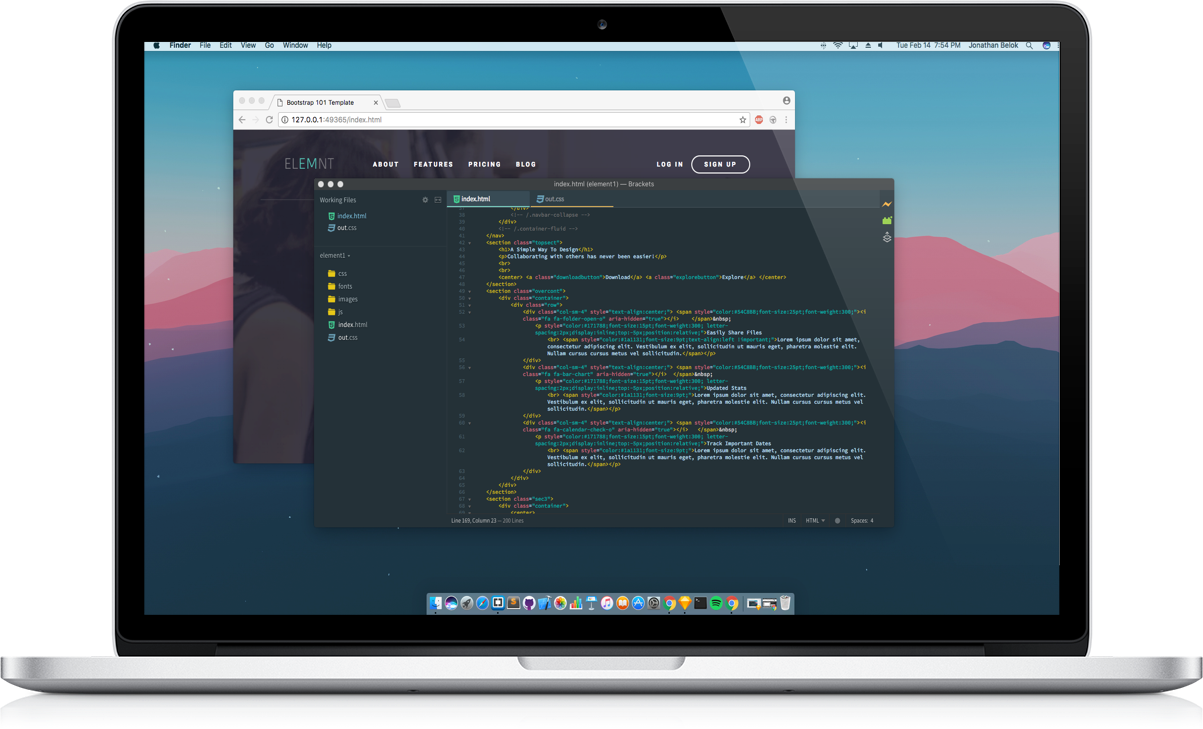 Finder File Edit View Go Window Help Tue Feb 14 7:54 PM Jonathan Belok
Bootstrap 101 Template
127.0.0.1:49365/index.html
ELEMNT ABOUT FEATURES PRICING BLOG LOG IN SIGN UP
index.html (element1) — Brackets
Working Files
index.html
out.css
element1
css
fonts
images
js
index.html
out.css
index.html out.css
</div>
<!-- /.navbar-collapse -->
</div>
<!-- /.container-fluid -->
</nav>
<section class="topsect">
<h1>A Simple Way To Design</h1>
<p>Collaborating with others has never been easier!</p>
<br>
<br>
<center> <a class="downloadbutton">Download</a> <a class="explorebutton">Explore</a> </center>
</section>
<section class="overcont">
<div class="container">
<div class="row">
<div class="col-sm-4" style="text-align:center;"> <span style="color:#54C8BB;font-size:25pt;font-weight:300;"><i
class="fa fa-folder-open-o" aria-hidden="true"></i> </span>&nbsp;
<p style="color:#171788;font-size:15pt;font-weight:300; letter-
spacing:2px;display:inline;top:-9px;position:relative;">Easily Share Files
<br> <span style="color:#1a1131;font-size:9pt;text-align:left !important;">Lorem ipsum dolor sit amet,
consectetur adipiscing elit. Vestibulum ex elit, sollicitudin ut mauris eget, pharetra molestie elit.
Nullam cursus cursus metus vel sollicitudin.</span></p>
</div>
<div class="col-sm-4" style="text-align:center;"> <span style="color:#54C8BB;font-size:25pt;font-weight:300;"><i
class="fa fa-bar-chart" aria-hidden="true"></i> </span>&nbsp;
<p style="color:#171788;font-size:15pt;font-weight:300; letter-
spacing:2px;display:inline;top:-9px;position:relative;">Updated Stats
<br> <span style="color:#1a1131;font-size:9pt;">Lorem ipsum dolor sit amet, consectetur adipiscing elit.
Vestibulum ex elit, sollicitudin ut mauris eget, pharetra molestie elit. Nullam cursus cursus metus vel
sollicitudin.</span></p>
</div>
<div class="col-sm-4" style="text-align:center;"> <span style="color:#54C8BB;font-size:25pt;font-weight:300;"><i
class="fa fa-calendar-check-o" aria-hidden="true"></i> </span>&nbsp;
<p style="color:#171788;font-size:15pt;font-weight:300; letter-
spacing:2px;display:inline;top:-9px;position:relative;">Track Important Dates
<br> <span style="color:#1a1131;font-size:9pt;">Lorem ipsum dolor sit amet, consectetur adipiscing elit.
Vestibulum ex elit, sollicitudin ut mauris eget, pharetra molestie elit. Nullam cursus cursus metus vel
sollicitudin.</span></p>
</div>
</div>
</div>
</section>
<section class="sec3">
<div class="container">
<center>
Line 169, Column 23 — 200 Lines INS HTML Spaces: 4